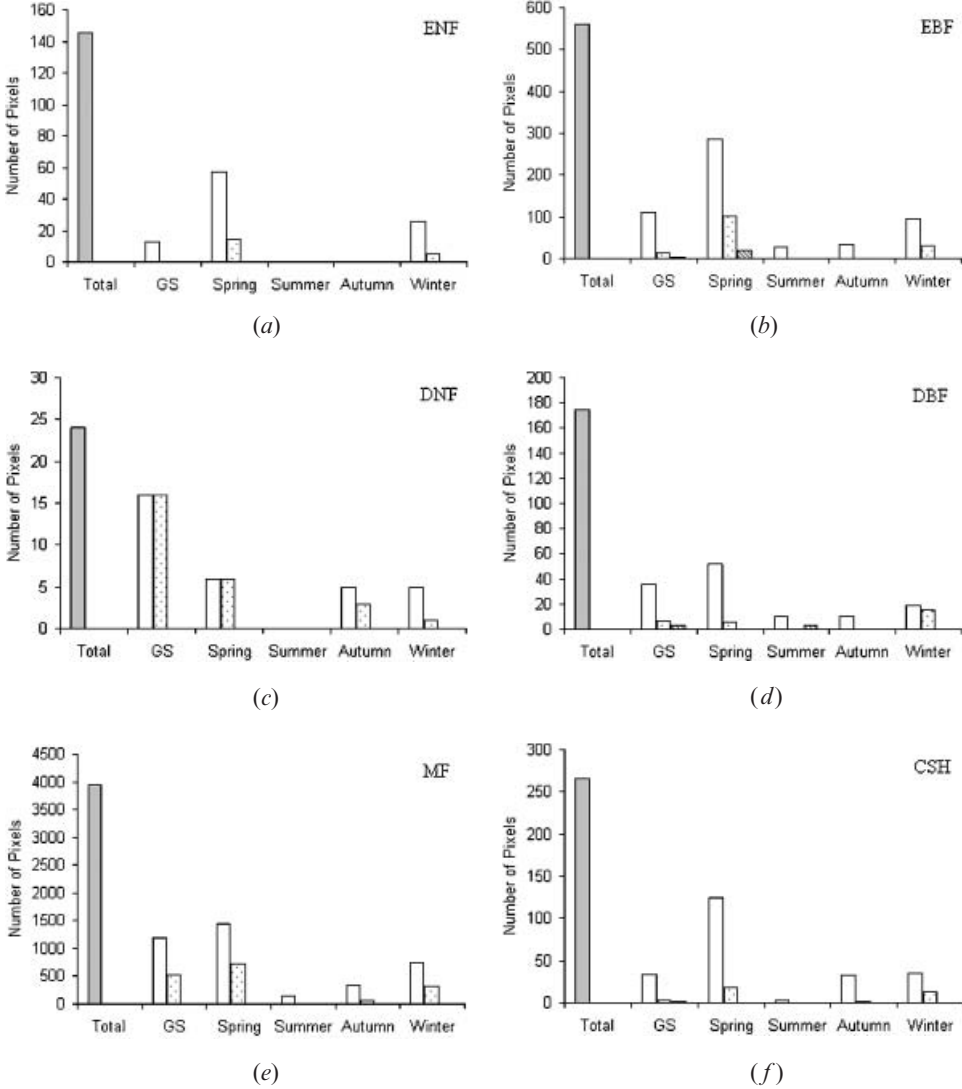 ENF
Number of Pixels
160
140
120
100
80
60
40
20
0
Total GS Spring Summer Autumn Winter
(a)
EBF
Number of Pixels
600
500
400
300
200
100
0
Total GS Spring Summer Autumn Winter
(b)
DNF
Number of Pixels
30
25
20
15
10
5
0
Total GS Spring Summer Autumn Winter
(c)
DBF
Number of Pixels
200
180
160
140
120
100
80
60
40
20
0
Total GS Spring Summer Autumn Winter
(d)
MF
Number of Pixels
4500
4000
3500
3000
2500
2000
1500
1000
500
0
Total GS Spring Summer Autumn Winter
(e)
CSH
Number of Pixels
300
250
200
150
100
50
0
Total GS Spring Summer Autumn Winter
(f)